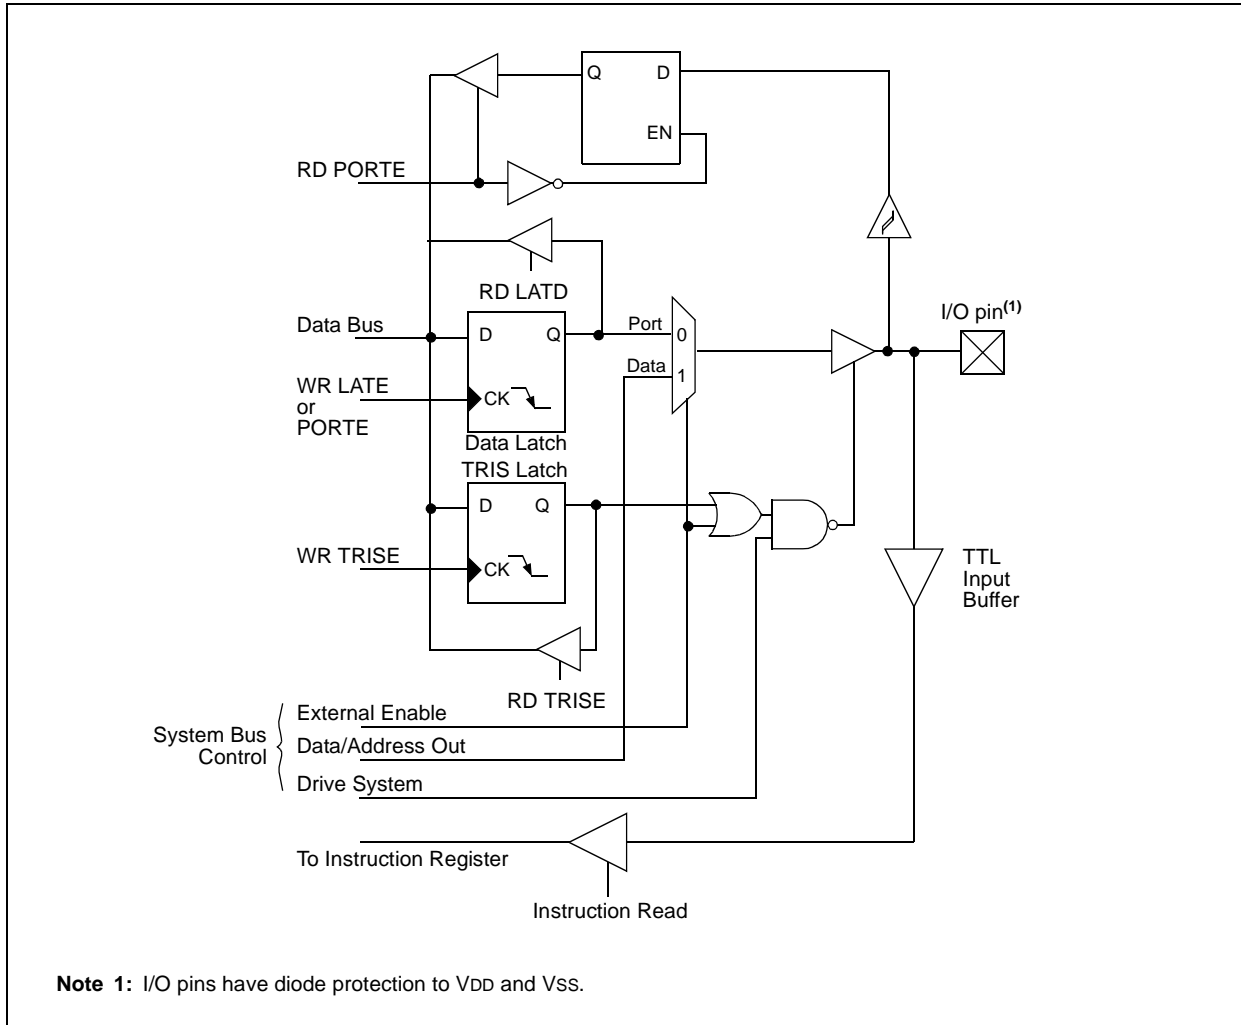 Q
D
EN
RD PORTE
RD LATD
I/O pin(1)
Data Bus
D
Q
Port
0
Data
1
WR LATE
or
PORTE
CK
Data Latch
TRIS Latch
D
Q
WR TRISE
CK
TTL
Input
Buffer
RD TRISE
System Bus
Control
External Enable
Data/Address Out
Drive System
To Instruction Register
Instruction Read
Note 1: I/O pins have diode protection to VDD and VSS.